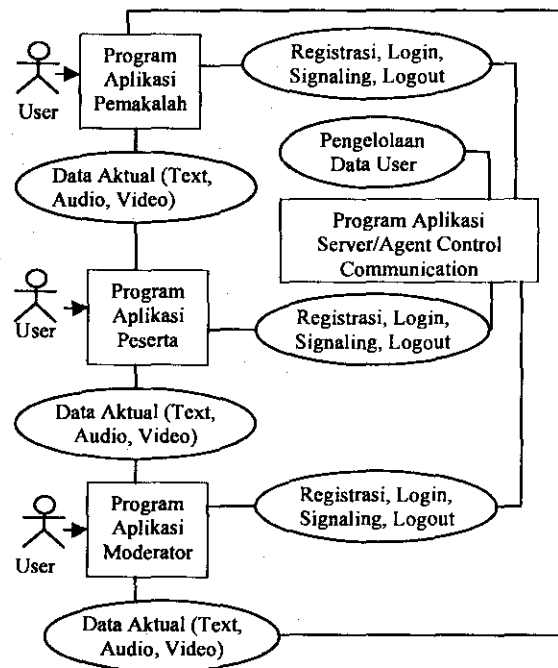 Program
Aplikasi
Pemakalah
User
Registrasi, Login,
Signaling, Logout
Pengelolaan
Data User
Data Aktual (Text,
Audio, Video)
Program Aplikasi
Server/Agent Control
Communication
Program
Aplikasi
Peserta
User
Registrasi, Login,
Signaling, Logout
Data Aktual (Text,
Audio, Video)
Program
Aplikasi
Moderator
User
Registrasi, Login,
Signaling, Logout
Data Aktual (Text,
Audio, Video)